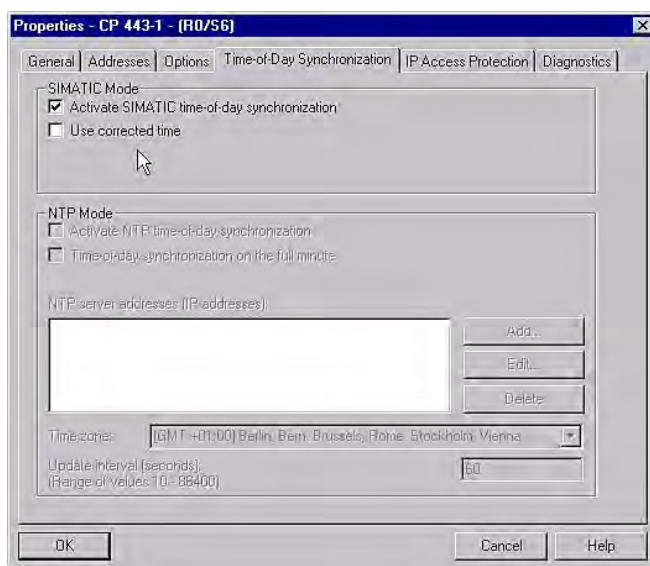 Properties - CP 443-1 - (R0/S6)
General Addresses Options Time-of-Day Synchronization IP Access Protection Diagnostics
SIMATIC Mode
Activate SIMATIC time-of-day synchronization
Use corrected time
NTP Mode
Activate NTP time-of-day synchronization
Time-of-day synchronization on the full minute
NTP server addresses (IP addresses):
Add...
Edit...
Delete
Time zone: (GMT +01:00) Berlin, Bern, Brussels, Rome, Stockholm, Vienna
Update interval (seconds): 60
(Range of values 10 - 86400)
OK Cancel Help